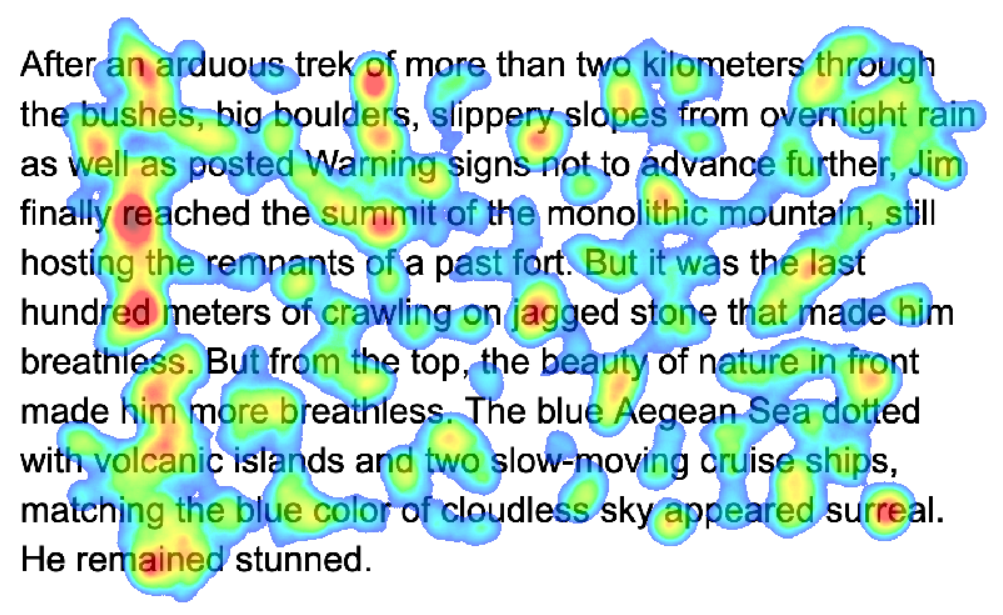 After an arduous trek of more than two kilometers through
the bushes, big boulders, slippery slopes from overnight rain
as well as posted Warning signs not to advance further, Jim
finally reached the summit of the monolithic mountain, still
hosting the remnants of a past fort. But it was the last
hundred meters of crawling on jagged stone that made him
breathless. But from the top, the beauty of nature in front
made him more breathless. The blue Aegean Sea dotted
with volcanic islands and two slow-moving cruise ships,
matching the blue color of cloudless sky appeared surreal.
He remained stunned.